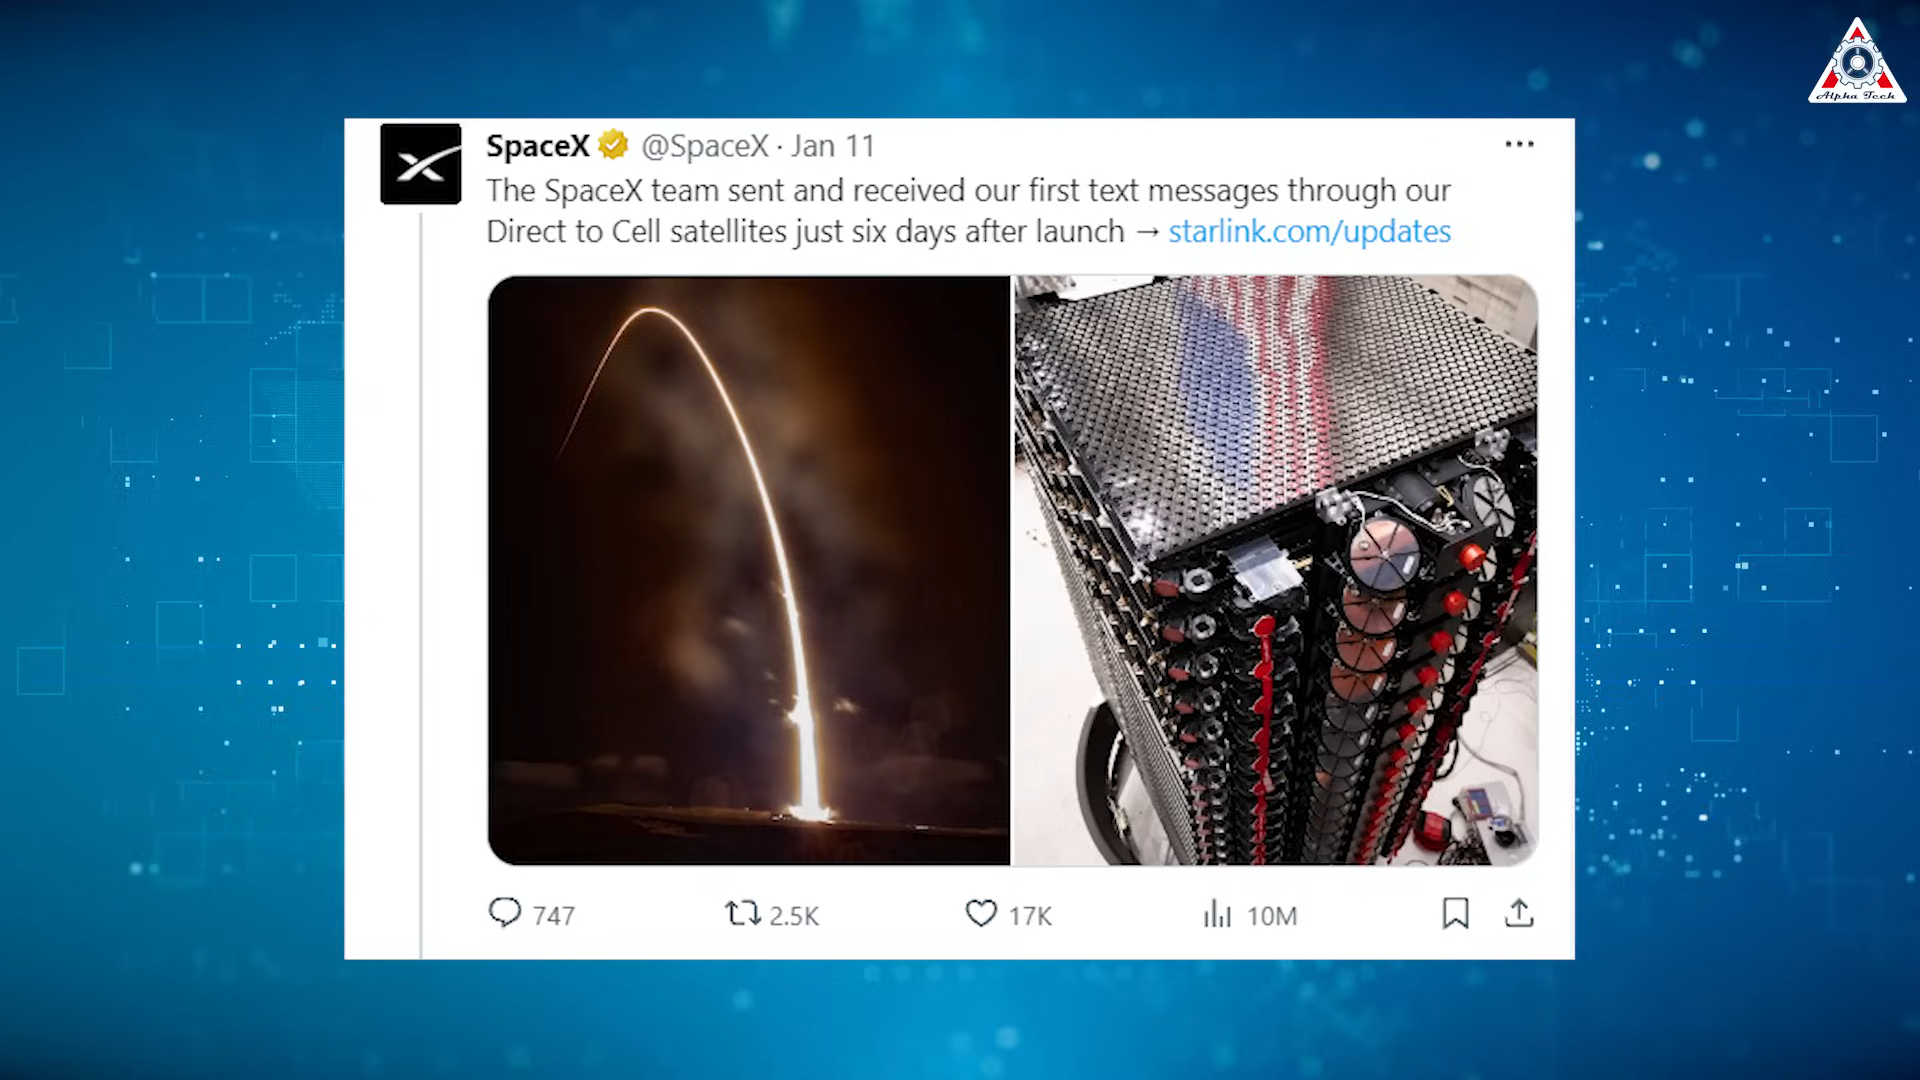 Alpha Tech
SpaceX @SpaceX · Jan 11
The SpaceX team sent and received our first text messages through our
Direct to Cell satellites just six days after launch → starlink.com/updates
747 2.5K 17K 10M